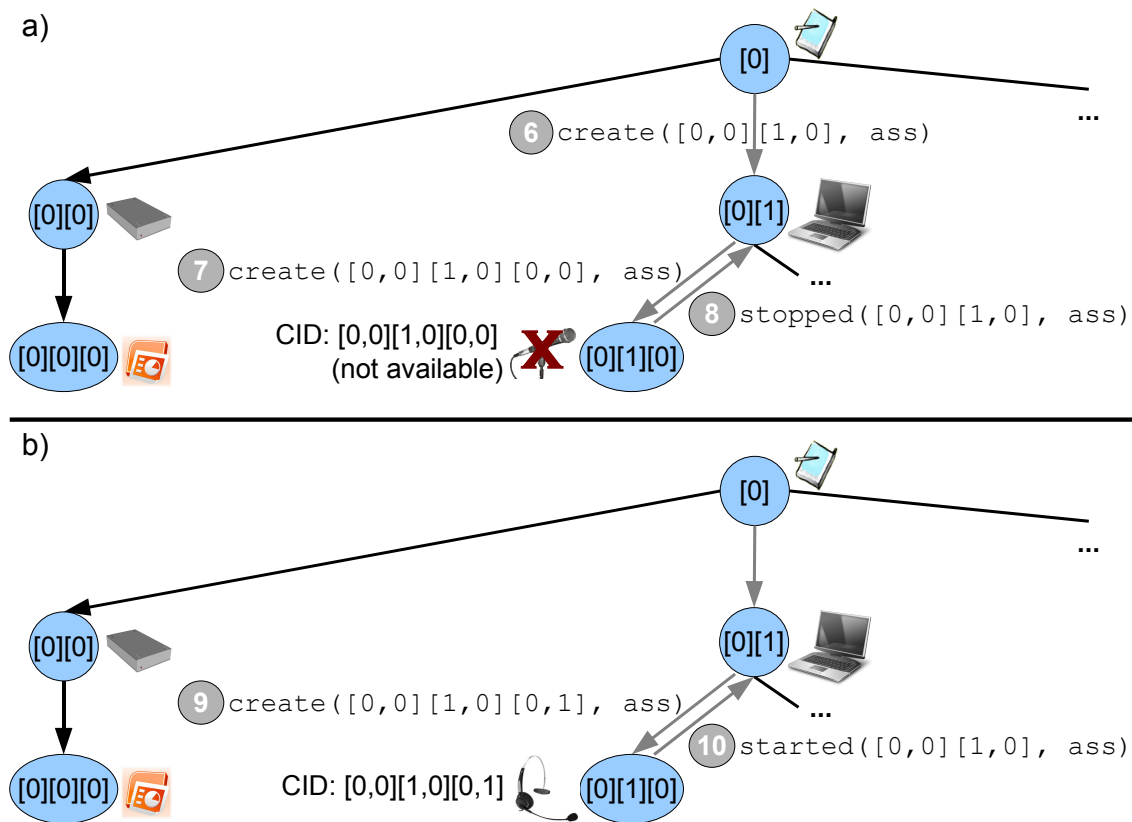 a)
[0]
...
6 create([0,0][1,0], ass)
[0][0]
[0][1]
7 create([0,0][1,0][0,0], ass)
...
8 stopped([0,0][1,0], ass)
CID: [0,0][1,0][0,0]
(not available)
X
[0][0][0]
[0][1][0]
b)
[0]
...
[0][0]
[0][1]
9 create([0,0][1,0][0,1], ass)
...
10 started([0,0][1,0], ass)
[0][0][0]
CID: [0,0][1,0][0,1]
[0][1][0]